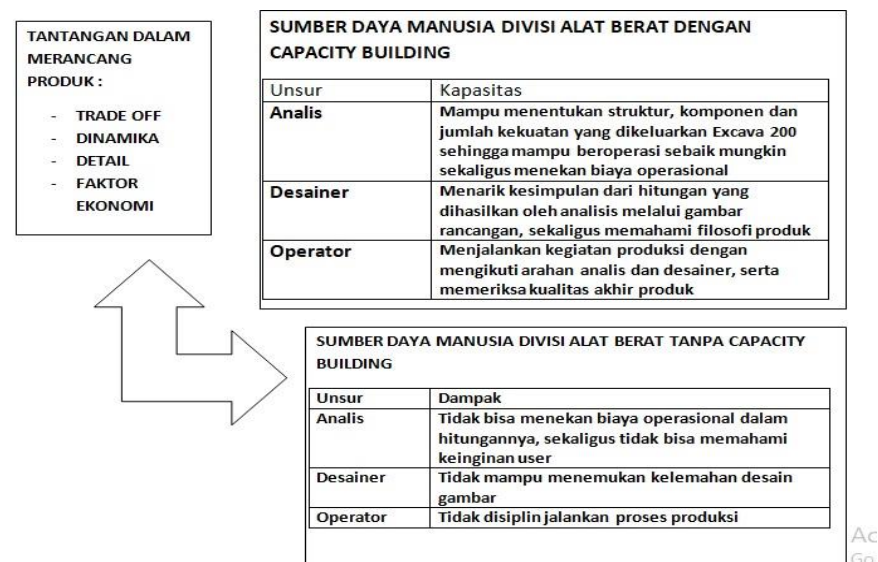 TANTANGAN DALAM
MERANCANG
PRODUK :
- TRADE OFF
- DINAMIKA
- DETAIL
- FAKTOR
EKONOMI
SUMBER DAYA MANUSIA DIVISI ALAT BERAT DENGAN
CAPACITY BUILDING
Unsur Kapasitas
Analis Mampu menentukan struktur, komponen dan
jumlah kekuatan yang dikeluarkan Excava 200
sehingga mampu beroperasi sebaik mungkin
sekaligus menekan biaya operasional
Desainer Menarik kesimpulan dari hitungan yang
dihasilkan oleh analisis melalui gambar
rancangan, sekaligus memahami filosofi produk
Operator Menjalankan kegiatan produksi dengan
mengikuti arahan analis dan desainer, serta
memeriksa kualitas akhir produk
SUMBER DAYA MANUSIA DIVISI ALAT BERAT TANPA CAPACITY
BUILDING
Unsur Dampak
Analis Tidak bisa menekan biaya operasional dalam
hitungannya, sekaligus tidak bisa memahami
keinginan user
Desainer Tidak mampu menemukan kelemahan desain
gambar
Operator Tidak disiplin jalankan proses produksi
Ac